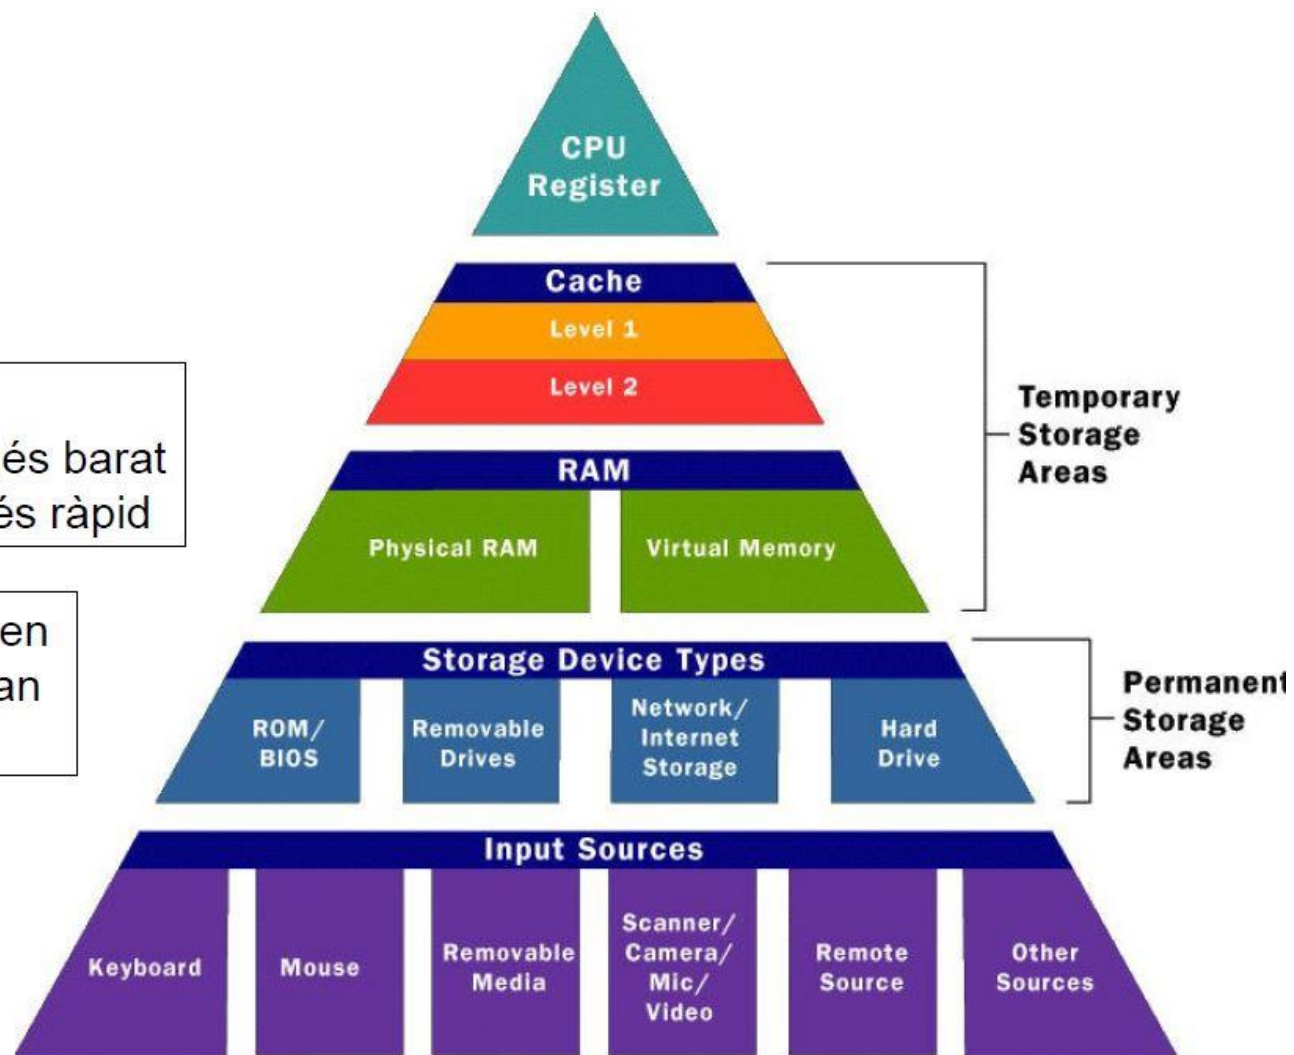 CPU
Register
Cache
Level 1
Level 2
Temporary
Storage
Areas
és barat
és ràpid
RAM
Physical RAM
Virtual Memory
en
an
Storage Device Types
ROM/
BIOS
Removable
Drives
Network/
Internet
Storage
Hard
Drive
Permanent
Storage
Areas
Input Sources
Keyboard
Mouse
Removable
Media
Scanner/
Camera/
Mic/
Video
Remote
Source
Other
Sources